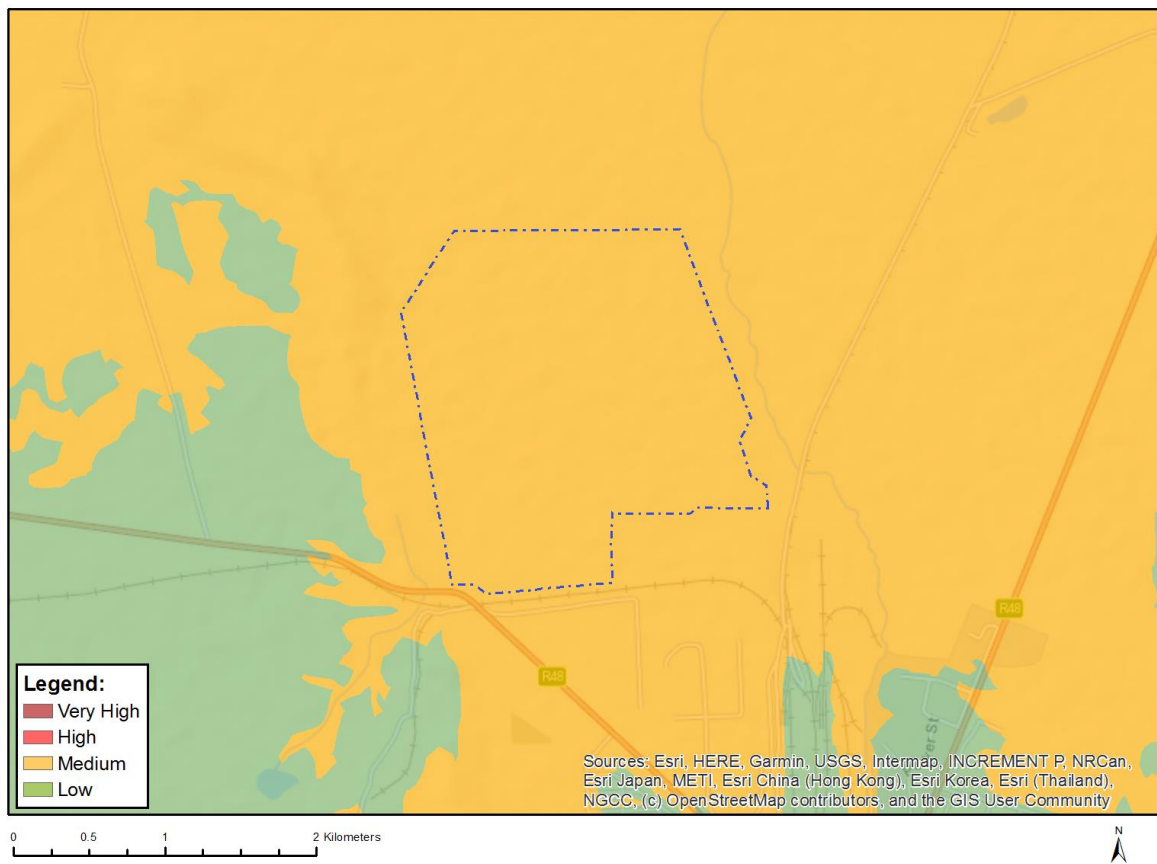 R48
R48
Legend:
Very High
High
Medium
Low
Sources: Esri, HERE, Garmin, USGS, Intermap, INCREMENT P, NRCan,
Esri Japan, METI, Esri China (Hong Kong), Esri Korea, Esri (Thailand),
NGCC, (c) OpenStreetMap contributors, and the GIS User Community
St
0 0.5 1 2 Kilometers
N